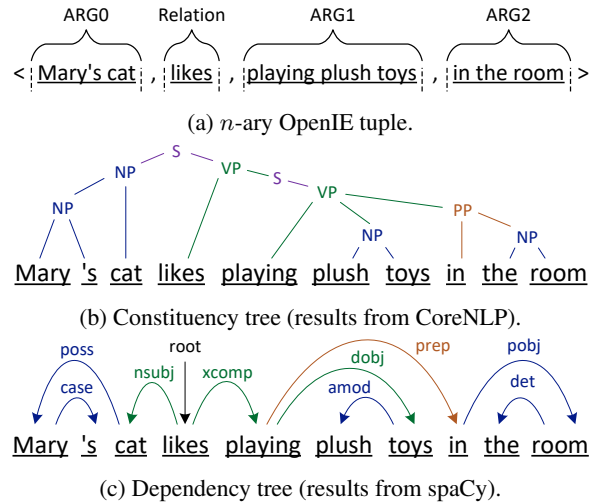 ARG0 Relation ARG1 ARG2
< Mary's cat , likes , playing plush toys , in the room >
(a) n-ary OpenIE tuple.
S
NP VP S
VP
NP PP
NP NP
Mary 's cat likes playing plush toys in the room
(b) Constituency tree (results from CoreNLP).
poss root prep
nsubj xcomp dobj pobj
case amod det
Mary 's cat likes playing plush toys in the room
(c) Dependency tree (results from spaCy).